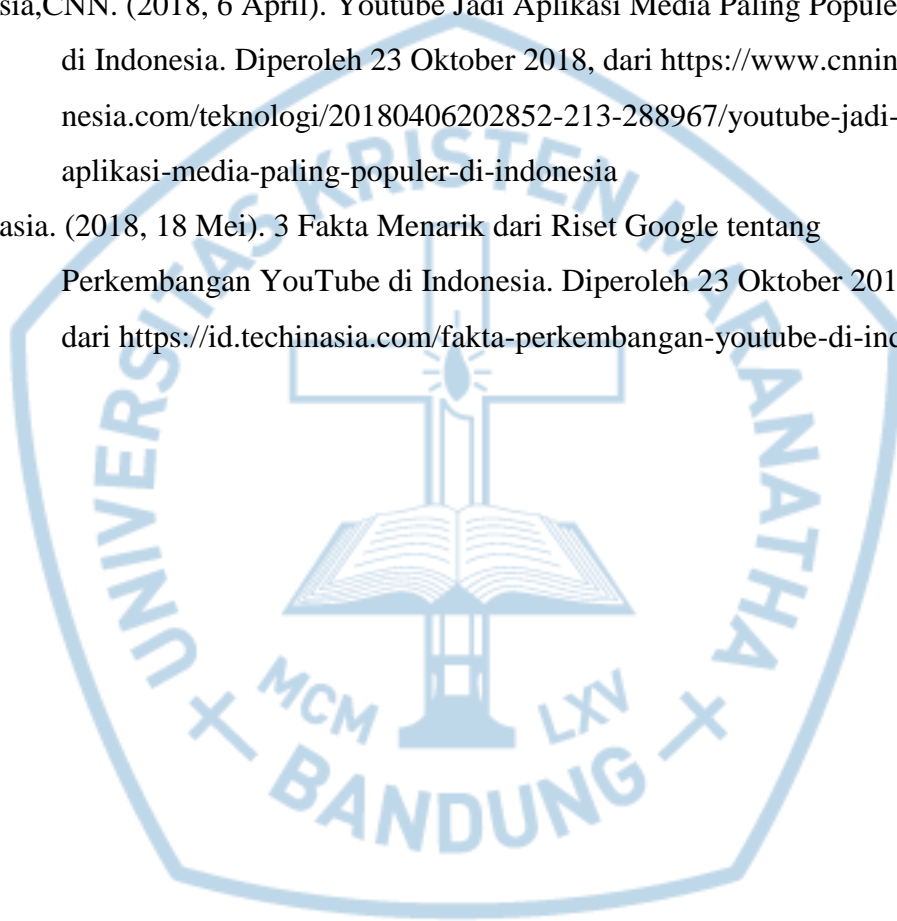 sia,CNN. (2018, 6 April). Youtube Jadi Aplikasi Media Paling Popule
di Indonesia. Diperoleh 23 Oktober 2018, dari https://www.cnnin
nesia.com/teknologi/20180406202852-213-288967/youtube-jadi-
aplikasi-media-paling-populer-di-indonesia
asia. (2018, 18 Mei). 3 Fakta Menarik dari Riset Google tentang
Perkembangan YouTube di Indonesia. Diperoleh 23 Oktober 201
dari https://id.techinasia.com/fakta-perkembangan-youtube-di-ind
UNIVERSITAS KRISTEN MARANATHA
MCM LXV
BANDUNG